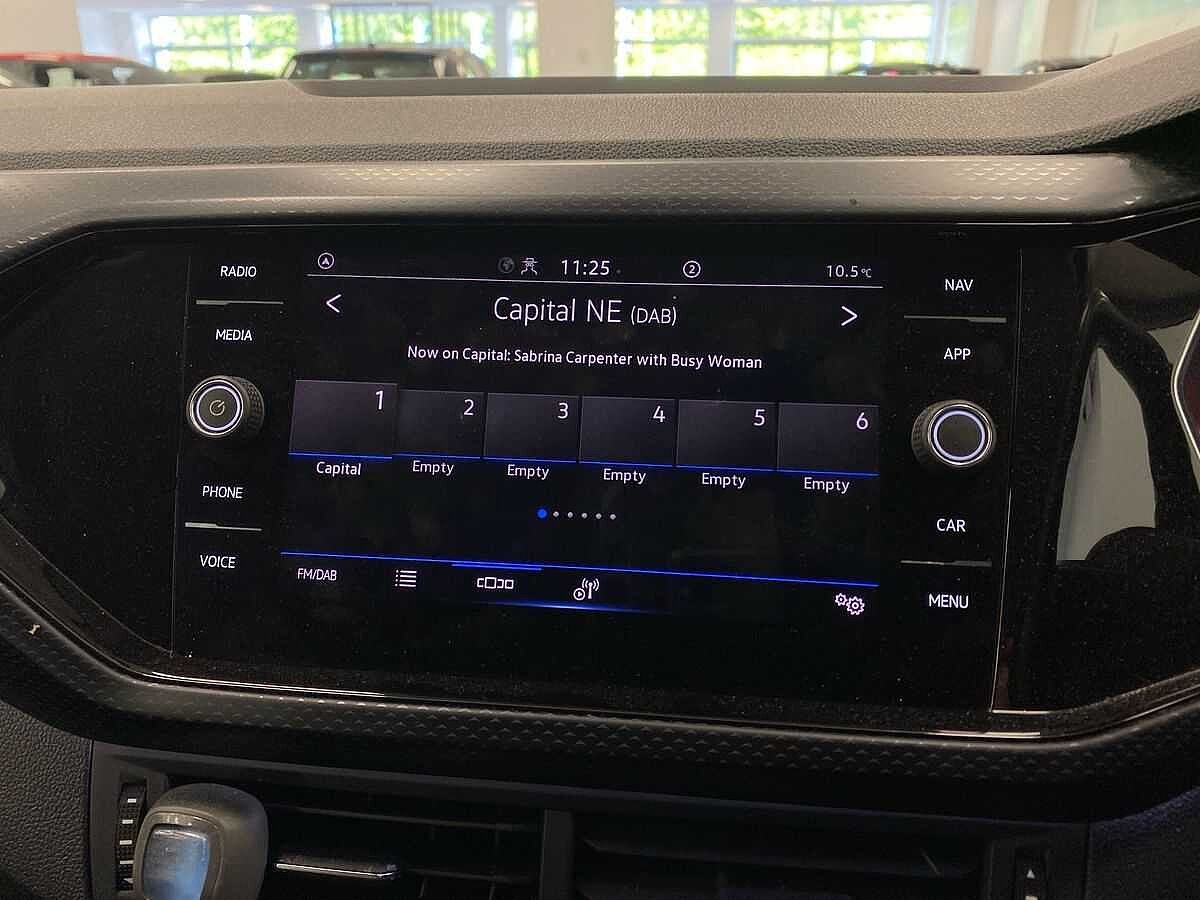 RADIO
MEDIA
PHONE
VOICE
11:25
2
10.5°C
< Capital NE (DAB) >
Now on Capital: Sabrina Carpenter with Busy Woman
1 2 3 4 5 6
Capital Empty Empty Empty Empty Empty
FM/DAB
NAV
APP
CAR
MENU